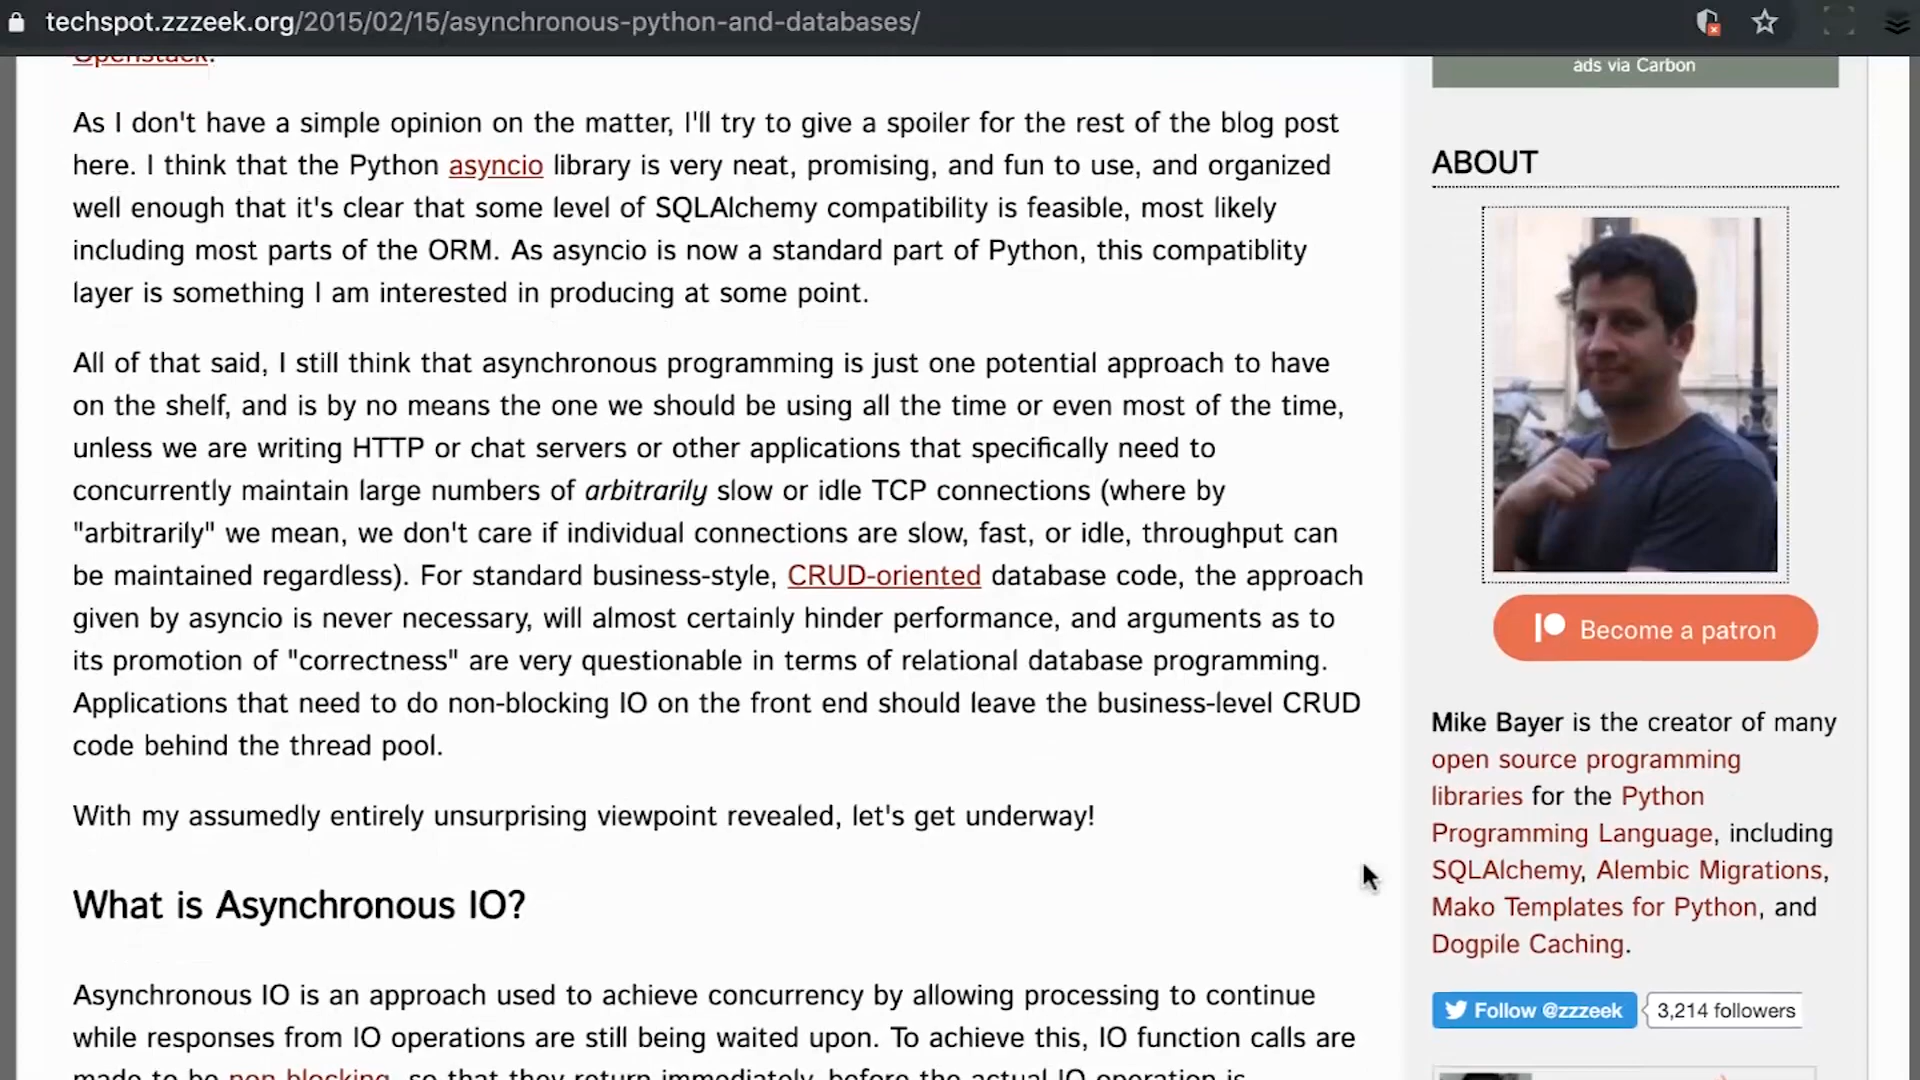 techspot.zzzeek.org/2015/02/15/asynchronous-python-and-databases/
Openstack.
As I don't have a simple opinion on the matter, I'll try to give a spoiler for the rest of the blog post
here. I think that the Python asyncio library is very neat, promising, and fun to use, and organized
well enough that it's clear that some level of SQLAlchemy compatibility is feasible, most likely
including most parts of the ORM. As asyncio is now a standard part of Python, this compatiblity
layer is something I am interested in producing at some point.
All of that said, I still think that asynchronous programming is just one potential approach to have
on the shelf, and is by no means the one we should be using all the time or even most of the time,
unless we are writing HTTP or chat servers or other applications that specifically need to
concurrently maintain large numbers of arbitrarily slow or idle TCP connections (where by
"arbitrarily" we mean, we don't care if individual connections are slow, fast, or idle, throughput can
be maintained regardless). For standard business-style, CRUD-oriented database code, the approach
given by asyncio is never necessary, will almost certainly hinder performance, and arguments as to
its promotion of "correctness" are very questionable in terms of relational database programming.
Applications that need to do non-blocking IO on the front end should leave the business-level CRUD
code behind the thread pool.
With my assumedly entirely unsurprising viewpoint revealed, let's get underway!
What is Asynchronous IO?
Asynchronous IO is an approach used to achieve concurrency by allowing processing to continue
while responses from IO operations are still being waited upon. To achieve this, IO function calls are
made to be non blocking, so that they return immediately, before the actual IO operation is
ads via Carbon
ABOUT
Become a patron
Mike Bayer is the creator of many
open source programming
libraries for the Python
Programming Language, including
SQLAlchemy, Alembic Migrations,
Mako Templates for Python, and
Dogpile Caching.
Follow @zzzeek
3,214 followers